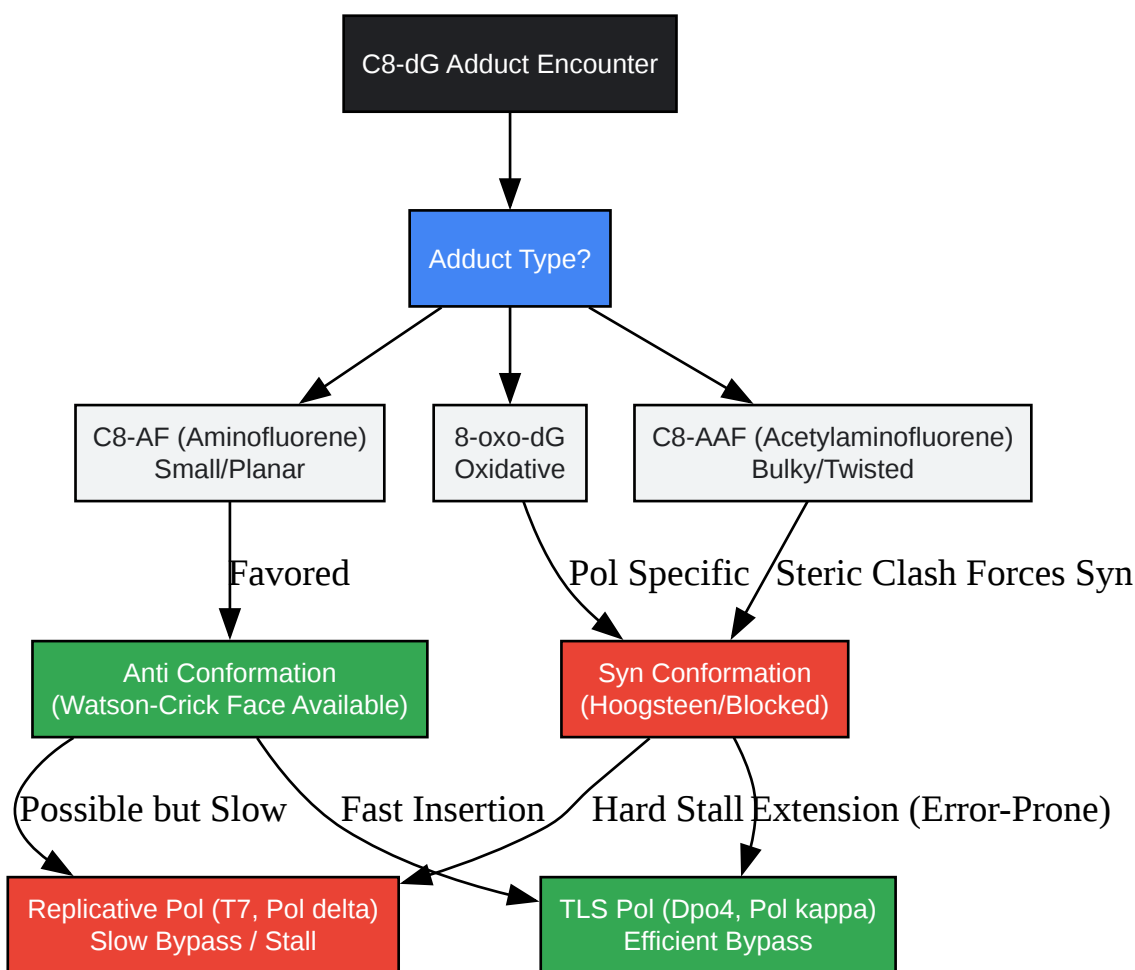 C8-dG Adduct Encounter
Adduct Type?
C8-AF (Aminofluorene)
Small/Planar
8-oxo-dG
Oxidative
C8-AAF (Acetylaminofluorene)
Bulky/Twisted
Favored
Pol Specific
Steric Clash Forces Syn
Anti Conformation
(Watson-Crick Face Available)
Syn Conformation
(Hoogsteen/Blocked)
Possible but Slow
Fast Insertion
Hard Stall
Extension (Error-Prone)
Replicative Pol (T7, Pol delta)
Slow Bypass / Stall
TLS Pol (Dpo4, Pol kappa)
Efficient Bypass